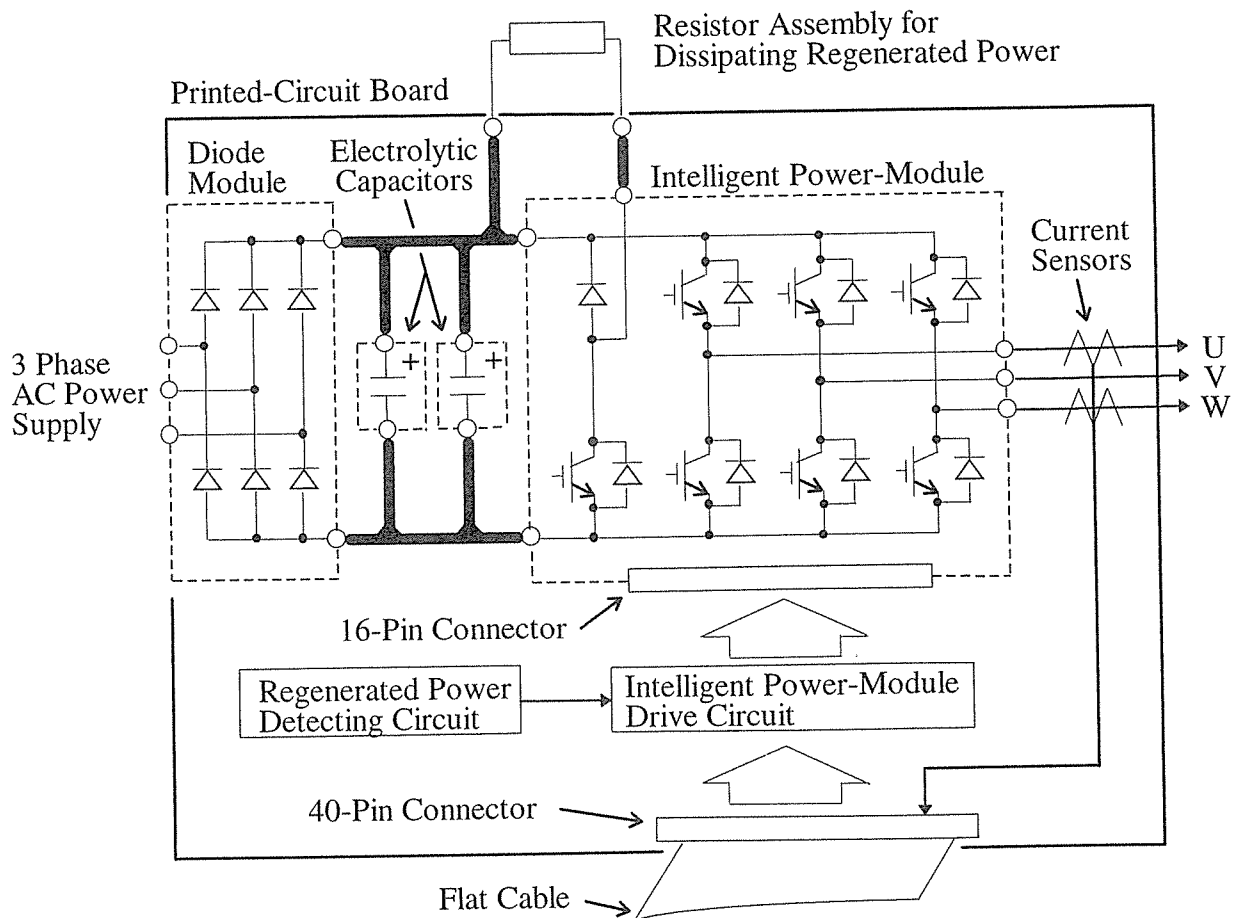 Resistor Assembly for
Dissipating Regenerated Power
Printed-Circuit Board
Diode
Module
Electrolytic
Capacitors
Intelligent Power-Module
Current
Sensors
+
+
3 Phase
AC Power
Supply
U
V
W
16-Pin Connector
Regenerated Power
Detecting Circuit
Intelligent Power-Module
Drive Circuit
40-Pin Connector
Flat Cable